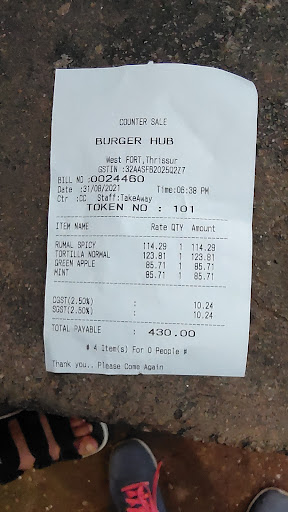 COUNTER SALE
BURGER HUB
West FORT,Thrissur
GSTIN :32AASFB2025Q2Z7
BILL NO :0024460
Date :31/08/2021 Time:06:38 PM
Ctr :CC Staff:TakeAway
TOKEN NO : 101
ITEM NAME Rate QTY Amount
RUMAL SPICY 114.29 1 114.29
TORTILLA NORMAL 123.81 1 123.81
GREEN APPLE 85.71 1 85.71
MINT 85.71 1 85.71
CGST(2.50%) : 10.24
SGST(2.50%) : 10.24
TOTAL PAYABLE : 430.00
# 4 Item(s) For 0 People #
Thank you.. Please Come Again